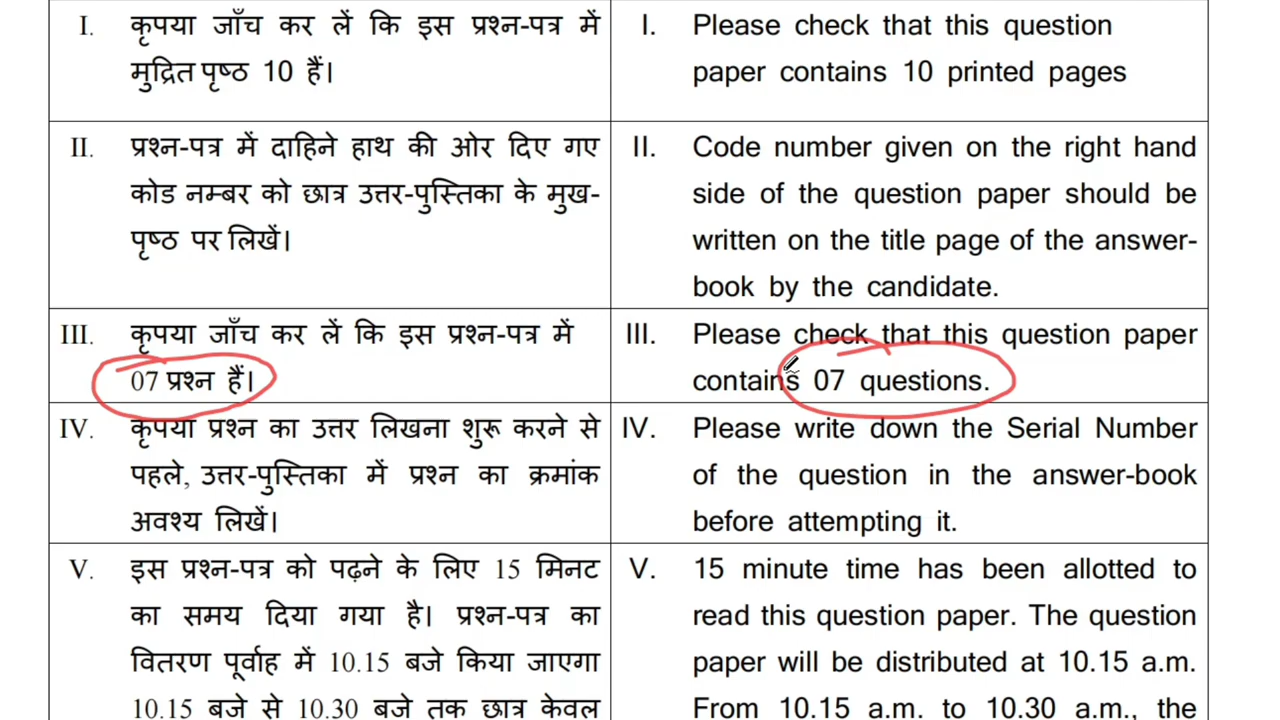 I. कृपया जाँच कर लें कि इस प्रश्न-पत्र में
मुद्रित पृष्ठ 10 हैं।
I. Please check that this question
paper contains 10 printed pages
II. प्रश्न-पत्र में दाहिने हाथ की ओर दिए गए
कोड नम्बर को छात्र उत्तर-पुस्तिका के मुख-
पृष्ठ पर लिखें।
II. Code number given on the right hand
side of the question paper should be
written on the title page of the answer-
book by the candidate.
III. कृपया जाँच कर लें कि इस प्रश्न-पत्र में
07 प्रश्न हैं।
III. Please check that this question paper
contains 07 questions.
IV. कृपया प्रश्न का उत्तर लिखना शुरू करने से
पहले, उत्तर-पुस्तिका में प्रश्न का क्रमांक
अवश्य लिखें।
IV. Please write down the Serial Number
of the question in the answer-book
before attempting it.
V. इस प्रश्न-पत्र को पढ़ने के लिए 15 मिनट
का समय दिया गया है। प्रश्न-पत्र का
वितरण पूर्वाह में 10.15 बजे किया जाएगा
10.15 बजे से 10.30 बजे तक छात्र केवल
V. 15 minute time has been allotted to
read this question paper. The question
paper will be distributed at 10.15 a.m.
From 10.15 a.m. to 10.30 a.m., the